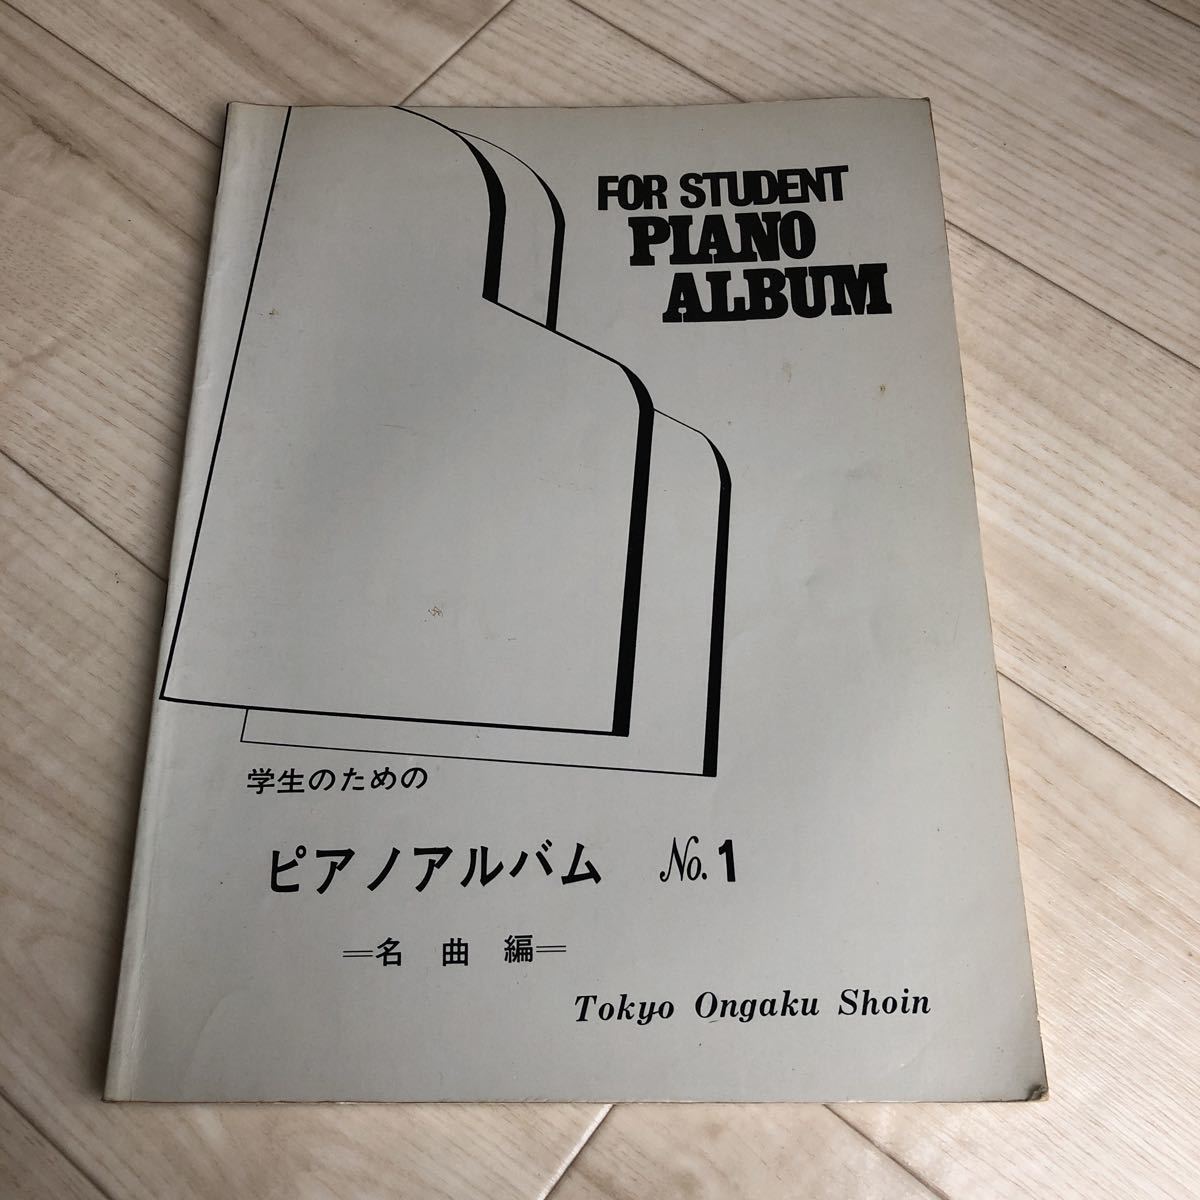 FOR STUDENT
PIANO
ALBUM
学生のための
ピアノアルバム No.1
=名曲編=
Tokyo Ongaku Shoin